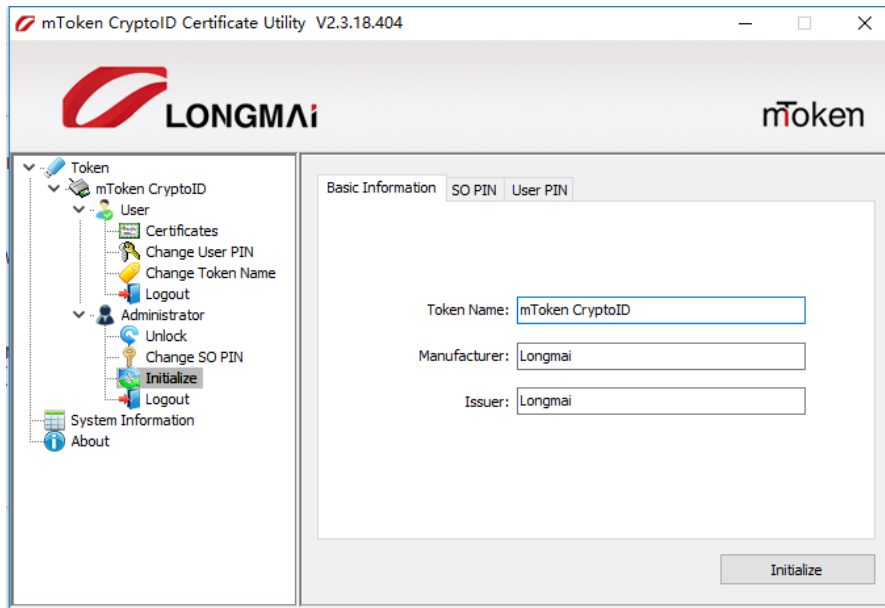 mToken CryptoID Certificate Utility V2.3.18.404
LONGMAi
mToken
Token
mToken CryptoID
User
Certificates
Change User PIN
Change Token Name
Logout
Administrator
Unlock
Change SO PIN
Initialize
Logout
System Information
About
Basic Information SO PIN User PIN
Token Name: mToken CryptoID
Manufacturer: Longmai
Issuer: Longmai
Initialize